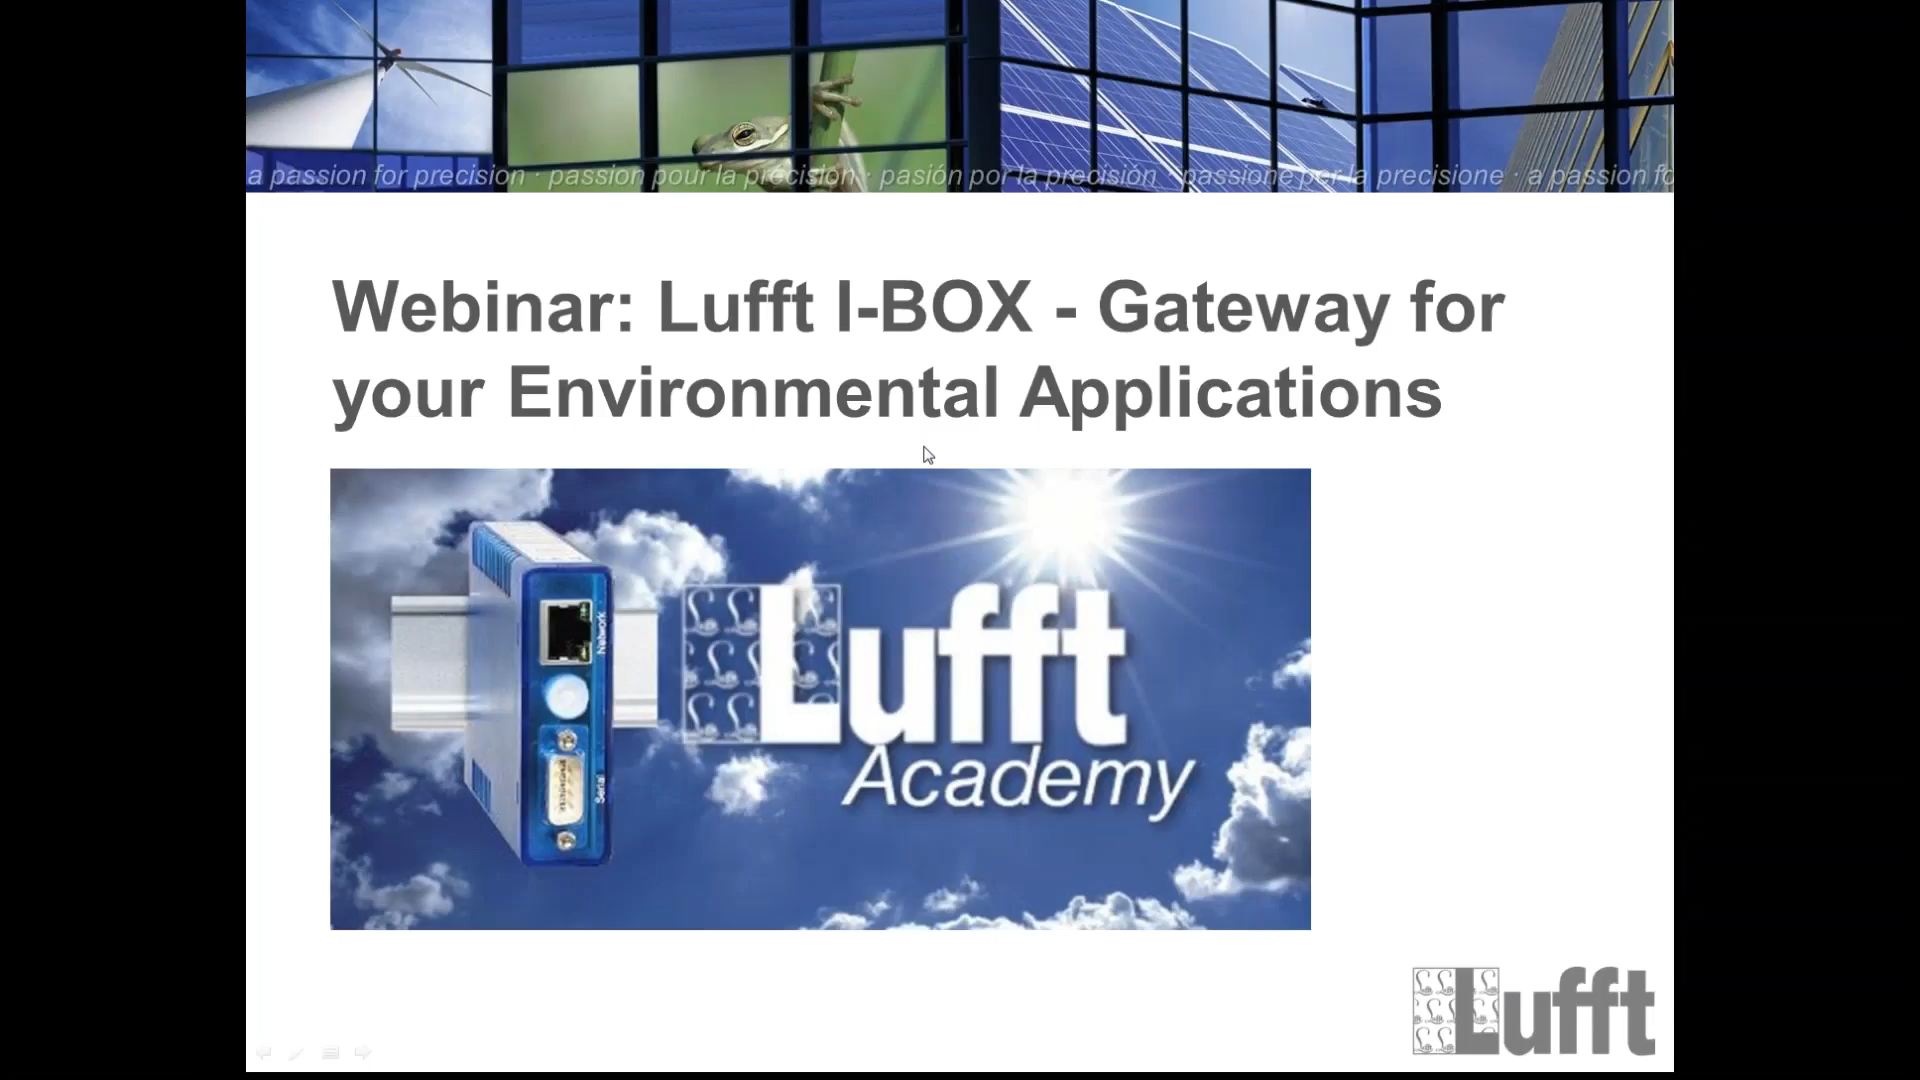 a passion for precision · passion pour la précision · pasión por la precisión · passione per la precisione · a passion fo
Webinar: Lufft I-BOX - Gateway for
your Environmental Applications
Network
Serial
Lufft
Academy
Lufft